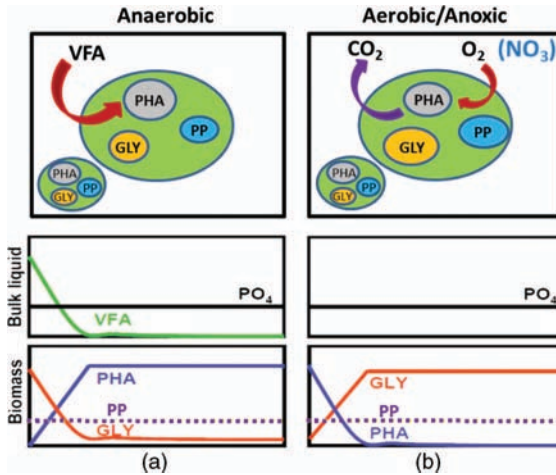 Anaerobic
VFA
PHA
GLY
PP
PHA
PP
GLY
Bulk liquid
PO4
VFA
Biomass
PHA
PP
GLY
(a)
Aerobic/Anoxic
CO2
O2 (NO3)
PHA
PP
GLY
PHA
PP
GLY
PO4
GLY
PP
PHA
(b)